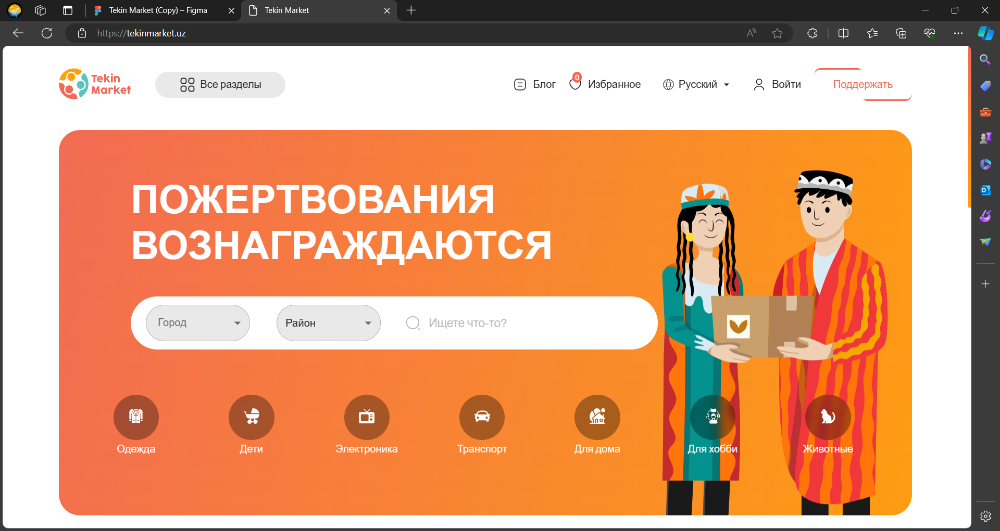 Tekin Market (Copy) – Figma
Tekin Market
https://tekinmarket.uz
Tekin
Market
Все разделы
Блог
0
Избранное
Русский
Войти
Поддержать
ПОЖЕРТВОВАНИЯ
ВОЗНАГРАЖДАЮТСЯ
Город
Район
Ищете что-то?
Одежда
Дети
Электроника
Транспорт
Для дома
Для хобби
Животные